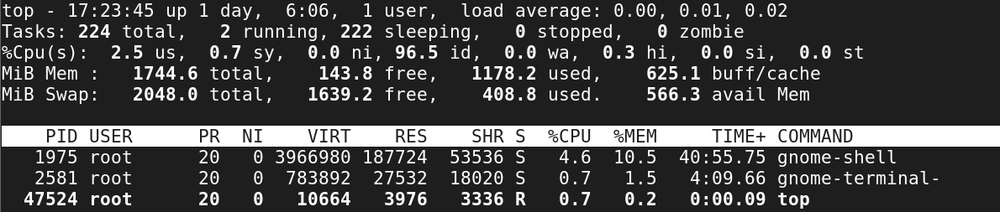 top - 17:23:45 up 1 day,  6:06,  1 user,  load average: 0.00, 0.01, 0.02
Tasks: 224 total,   2 running, 222 sleeping,   0 stopped,   0 zombie
%Cpu(s):  2.5 us,  0.7 sy,  0.0 ni, 96.5 id,  0.0 wa,  0.3 hi,  0.0 si,  0.0 st
MiB Mem :   1744.6 total,    143.8 free,   1178.2 used,    625.1 buff/cache
MiB Swap:   2048.0 total,   1639.2 free,    408.8 used.    566.3 avail Mem
    PID USER      PR  NI    VIRT    RES    SHR S  %CPU  %MEM     TIME+ COMMAND
   1975 root      20   0 3966980 187724  53536 S   4.6  10.5  40:55.75 gnome-shell
   2581 root      20   0  783892  27532  18020 S   0.7   1.5   4:09.66 gnome-terminal-
  47524 root      20   0   10664   3976   3336 R   0.7   0.2   0:00.09 top